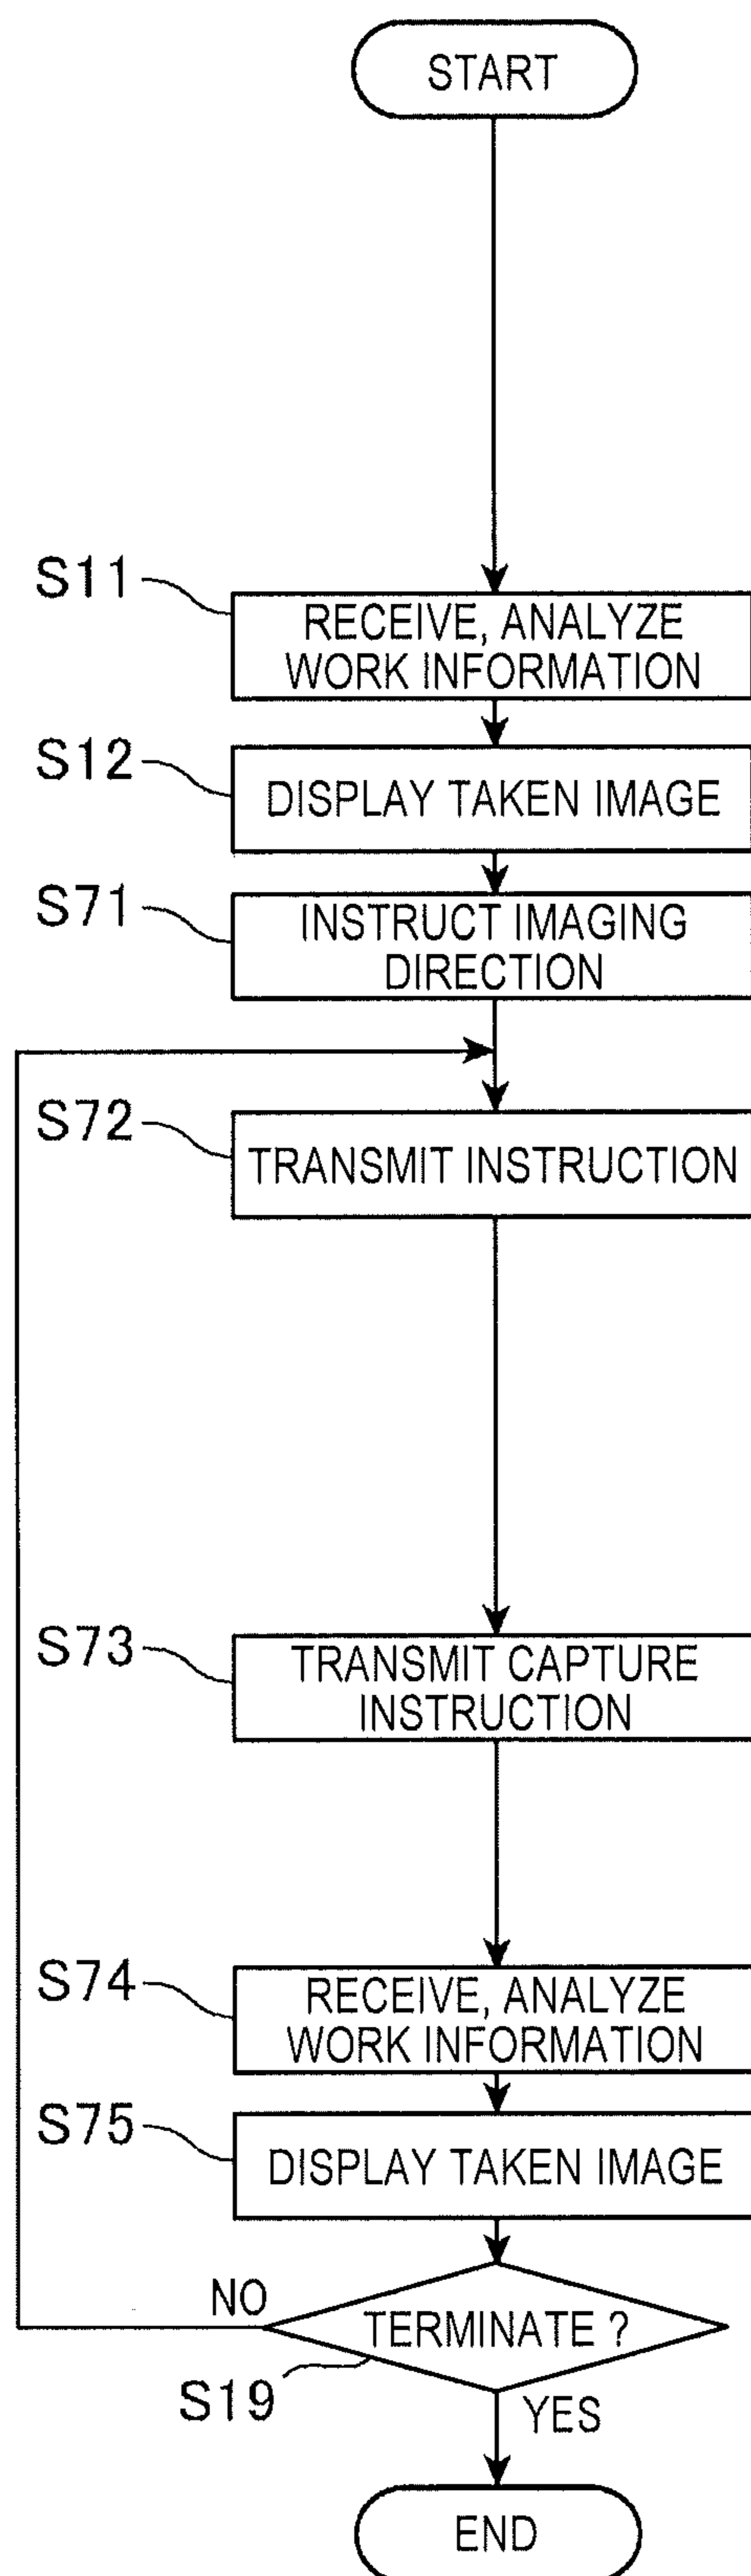 START
S11
RECEIVE, ANALYZE
WORK INFORMATION
S12
DISPLAY TAKEN IMAGE
S71
INSTRUCT IMAGING
DIRECTION
S72
TRANSMIT INSTRUCTION
S73
TRANSMIT CAPTURE
INSTRUCTION
S74
RECEIVE, ANALYZE
WORK INFORMATION
S75
DISPLAY TAKEN IMAGE
NO
TERMINATE ?
S19
YES
END